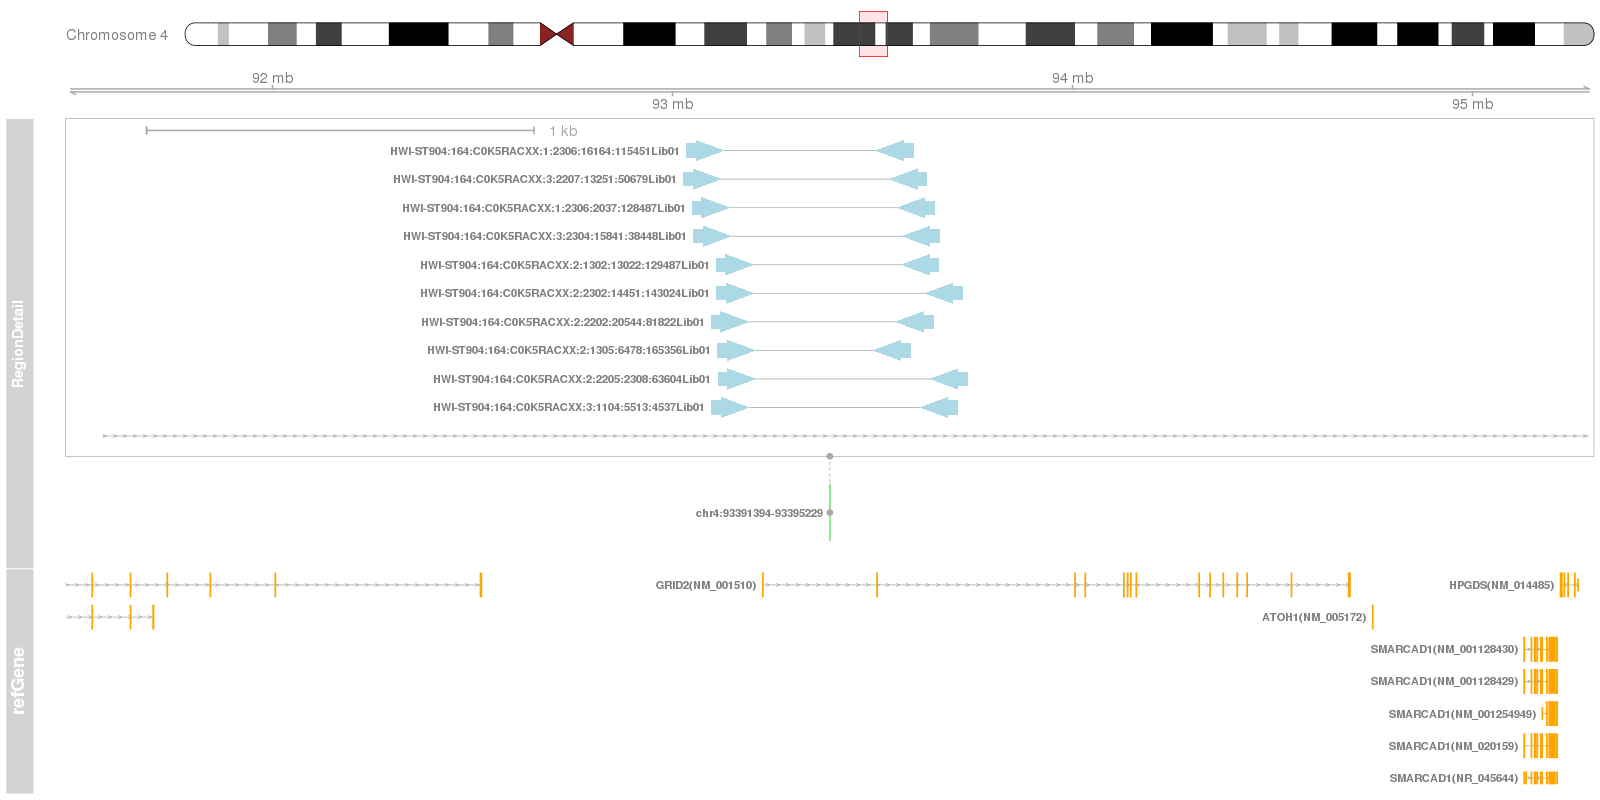 Chromosome 4
92 mb
94 mb
93 mb
95 mb
RegionDetail
1 kb
HWI-ST904:164:C0K5RACXX:1:2306:16164:115451Lib01
HWI-ST904:164:C0K5RACXX:3:2207:13251:50679Lib01
HWI-ST904:164:C0K5RACXX:1:2306:2037:128487Lib01
HWI-ST904:164:C0K5RACXX:3:2304:15841:38448Lib01
HWI-ST904:164:C0K5RACXX:2:1302:13022:129487Lib01
HWI-ST904:164:C0K5RACXX:2:2302:14451:143024Lib01
HWI-ST904:164:C0K5RACXX:2:2202:20544:81822Lib01
HWI-ST904:164:C0K5RACXX:2:1305:6478:165356Lib01
HWI-ST904:164:C0K5RACXX:2:2205:2308:63604Lib01
HWI-ST904:164:C0K5RACXX:3:1104:5513:4537Lib01
chr4:93391394-93395229
refGene
GRID2(NM_001510)
HPGDS(NM_014485)
ATOH1(NM_005172)
SMARCAD1(NM_001128430)
SMARCAD1(NM_001128429)
SMARCAD1(NM_001254949)
SMARCAD1(NM_020159)
SMARCAD1(NR_045644)